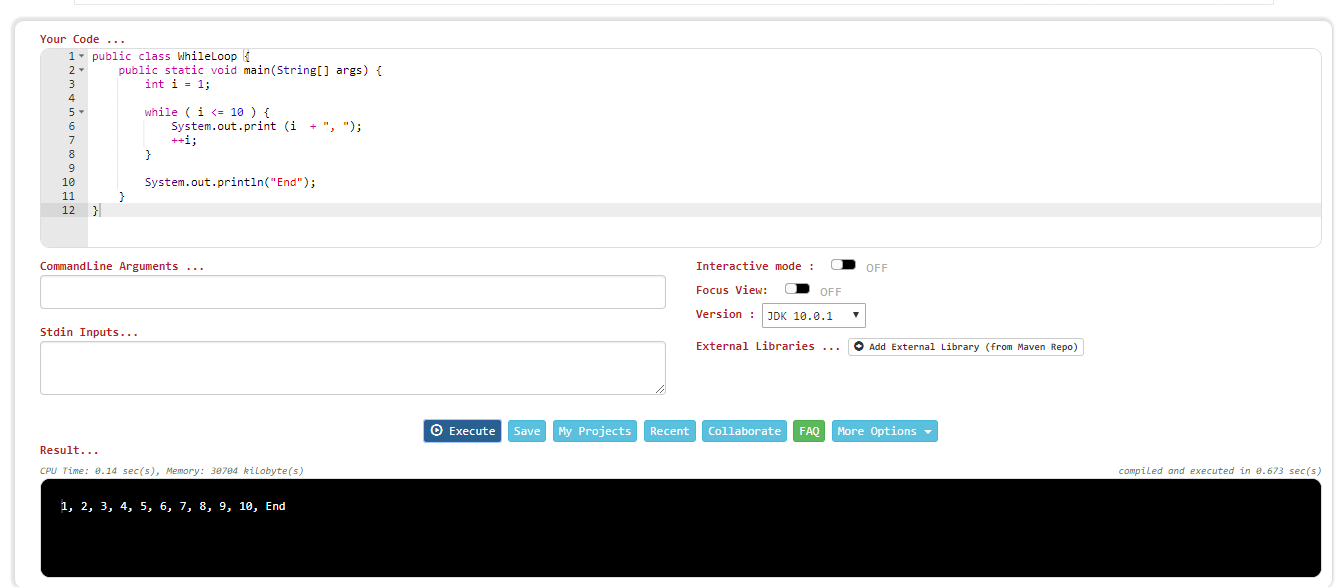 Your Code ...
1 public class WhileLoop {
2     public static void main(String[] args) {
3         int i = 1;
4
5         while ( i <= 10 ) {
6             System.out.print (i  + ", ");
7             ++i;
8         }
9
10         System.out.println("End");
11     }
12 }
CommandLine Arguments ...
Interactive mode : OFF
Focus View: OFF
Version : JDK 10.0.1
Stdin Inputs...
External Libraries ... Add External Library (from Maven Repo)
Execute Save My Projects Recent Collaborate FAQ More Options
Result...
CPU Time: 0.14 sec(s), Memory: 30704 kilobyte(s) compiled and executed in 0.673 sec(s)
1, 2, 3, 4, 5, 6, 7, 8, 9, 10, End